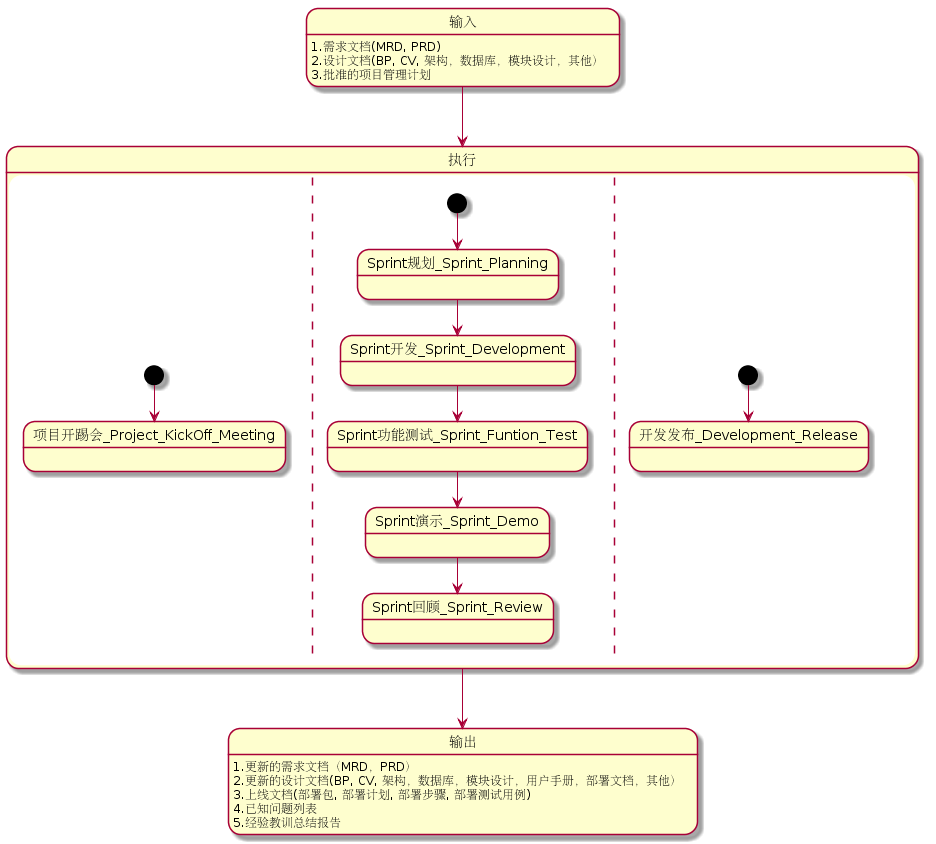 输入
1.需求文档(MRD, PRD)
2.设计文档(BP, CV, 架构，数据库，模块设计，其他）
3.批准的项目管理计划
执行
项目开踢会_Project_KickOff_Meeting
Sprint规划_Sprint_Planning
Sprint开发_Sprint_Development
Sprint功能测试_Sprint_Funtion_Test
Sprint演示_Sprint_Demo
Sprint回顾_Sprint_Review
开发发布_Development_Release
输出
1.更新的需求文档（MRD，PRD）
2.更新的设计文档(BP, CV, 架构，数据库，模块设计，用户手册，部署文档，其他）
3.上线文档(部署包, 部署计划, 部署步骤, 部署测试用例)
4.已知问题列表
5.经验教训总结报告